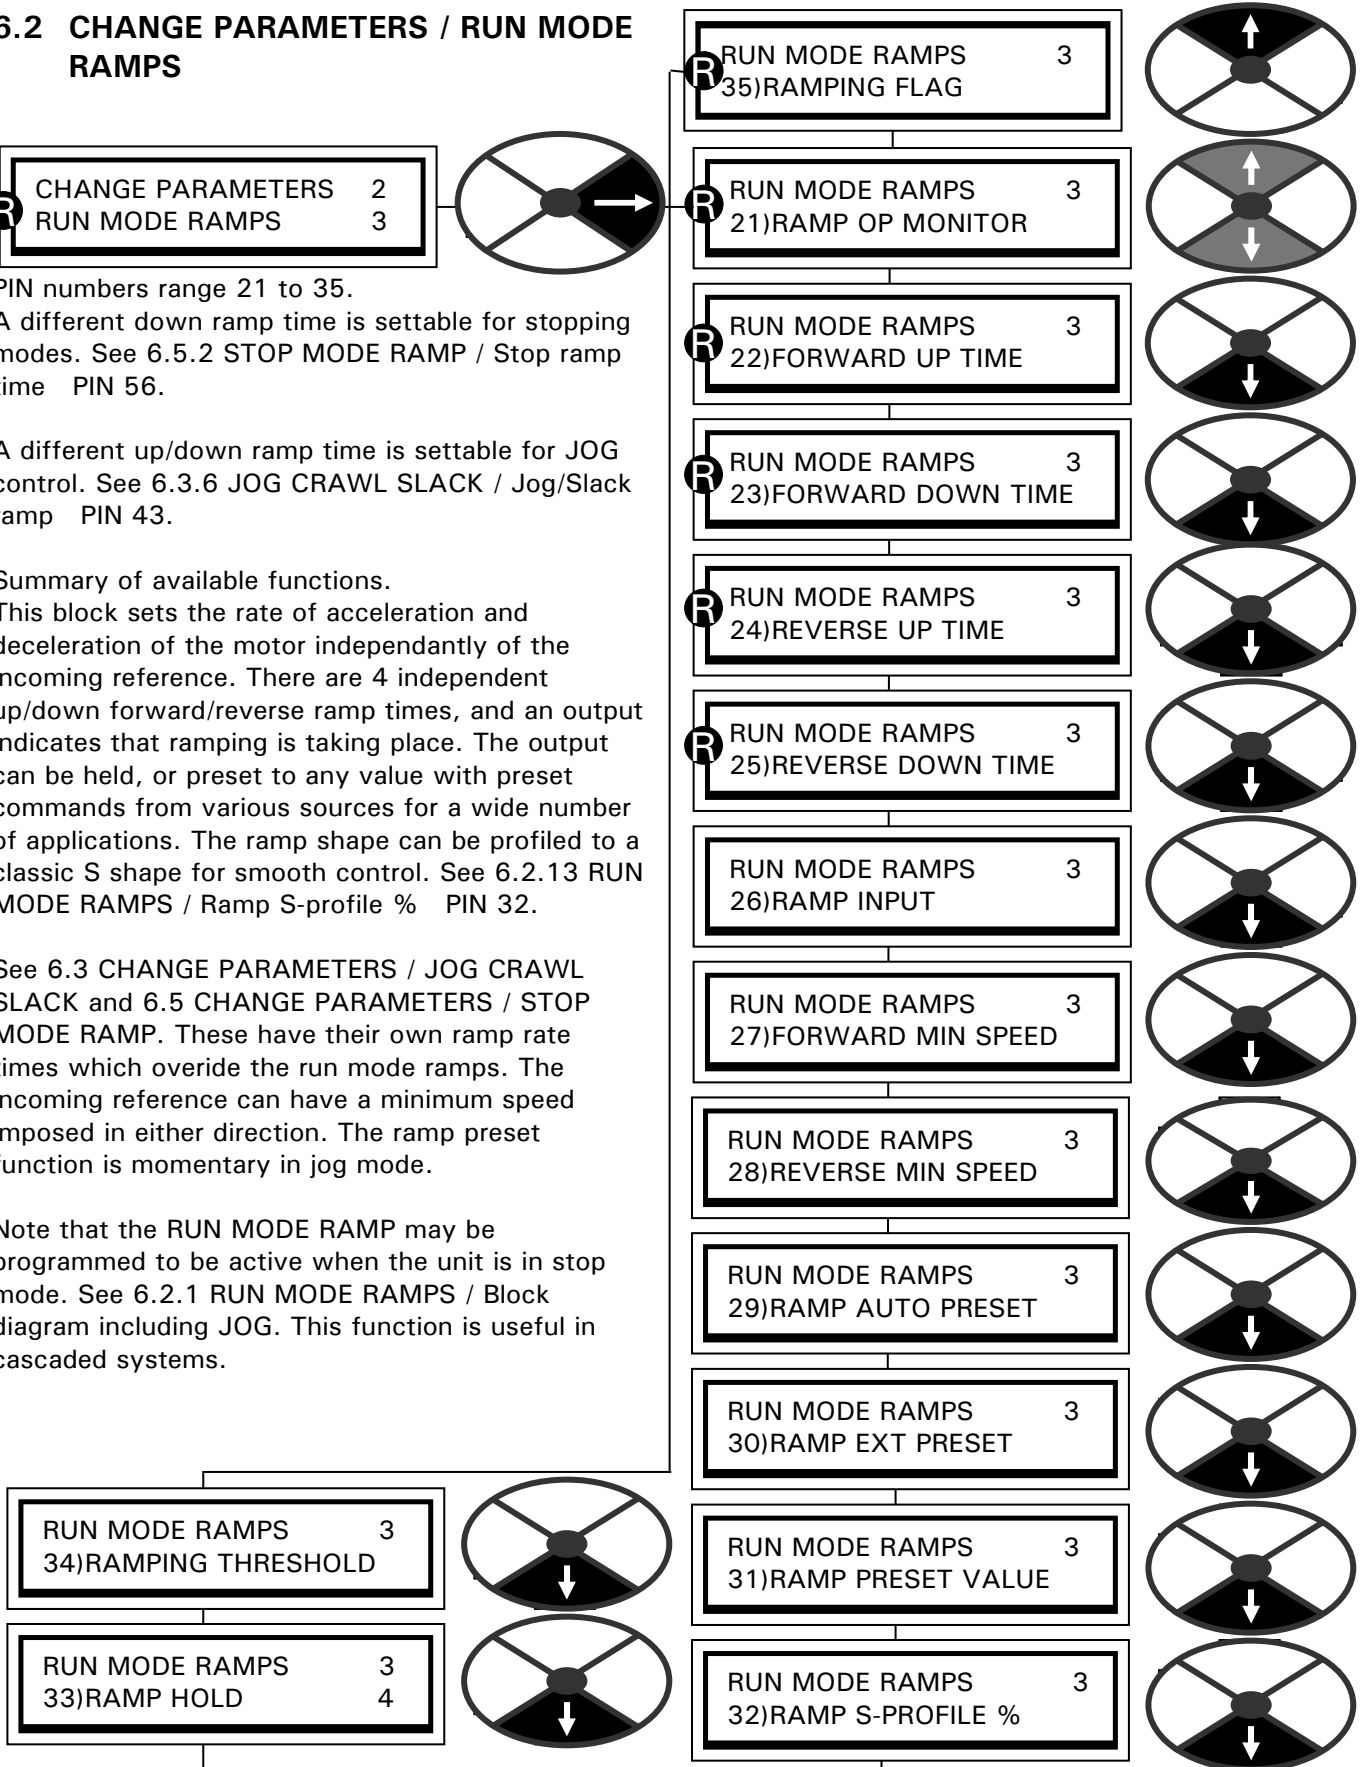 6.2 CHANGE PARAMETERS / RUN MODE
RAMPS
R
CHANGE PARAMETERS 2
RUN MODE RAMPS 3
PIN numbers range 21 to 35.
A different down ramp time is settable for stopping
modes. See 6.5.2 STOP MODE RAMP / Stop ramp
time PIN 56.
A different up/down ramp time is settable for JOG
control. See 6.3.6 JOG CRAWL SLACK / Jog/Slack
ramp PIN 43.
Summary of available functions.
This block sets the rate of acceleration and
deceleration of the motor independantly of the
incoming reference. There are 4 independent
up/down forward/reverse ramp times, and an output
indicates that ramping is taking place. The output
can be held, or preset to any value with preset
commands from various sources for a wide number
of applications. The ramp shape can be profiled to a
classic S shape for smooth control. See 6.2.13 RUN
MODE RAMPS / Ramp S-profile % PIN 32.
See 6.3 CHANGE PARAMETERS / JOG CRAWL
SLACK and 6.5 CHANGE PARAMETERS / STOP
MODE RAMP. These have their own ramp rate
times which overide the run mode ramps. The
incoming reference can have a minimum speed
imposed in either direction. The ramp preset
function is momentary in jog mode.
Note that the RUN MODE RAMP may be
programmed to be active when the unit is in stop
mode. See 6.2.1 RUN MODE RAMPS / Block
diagram including JOG. This function is useful in
cascaded systems.
RUN MODE RAMPS 3
34)RAMPING THRESHOLD
RUN MODE RAMPS 3
33)RAMP HOLD 4
R
RUN MODE RAMPS 3
35)RAMPING FLAG
R
RUN MODE RAMPS 3
21)RAMP OP MONITOR
R
RUN MODE RAMPS 3
22)FORWARD UP TIME
R
RUN MODE RAMPS 3
23)FORWARD DOWN TIME
R
RUN MODE RAMPS 3
24)REVERSE UP TIME
R
RUN MODE RAMPS 3
25)REVERSE DOWN TIME
RUN MODE RAMPS 3
26)RAMP INPUT
RUN MODE RAMPS 3
27)FORWARD MIN SPEED
RUN MODE RAMPS 3
28)REVERSE MIN SPEED
RUN MODE RAMPS 3
29)RAMP AUTO PRESET
RUN MODE RAMPS 3
30)RAMP EXT PRESET
RUN MODE RAMPS 3
31)RAMP PRESET VALUE
RUN MODE RAMPS 3
32)RAMP S-PROFILE %